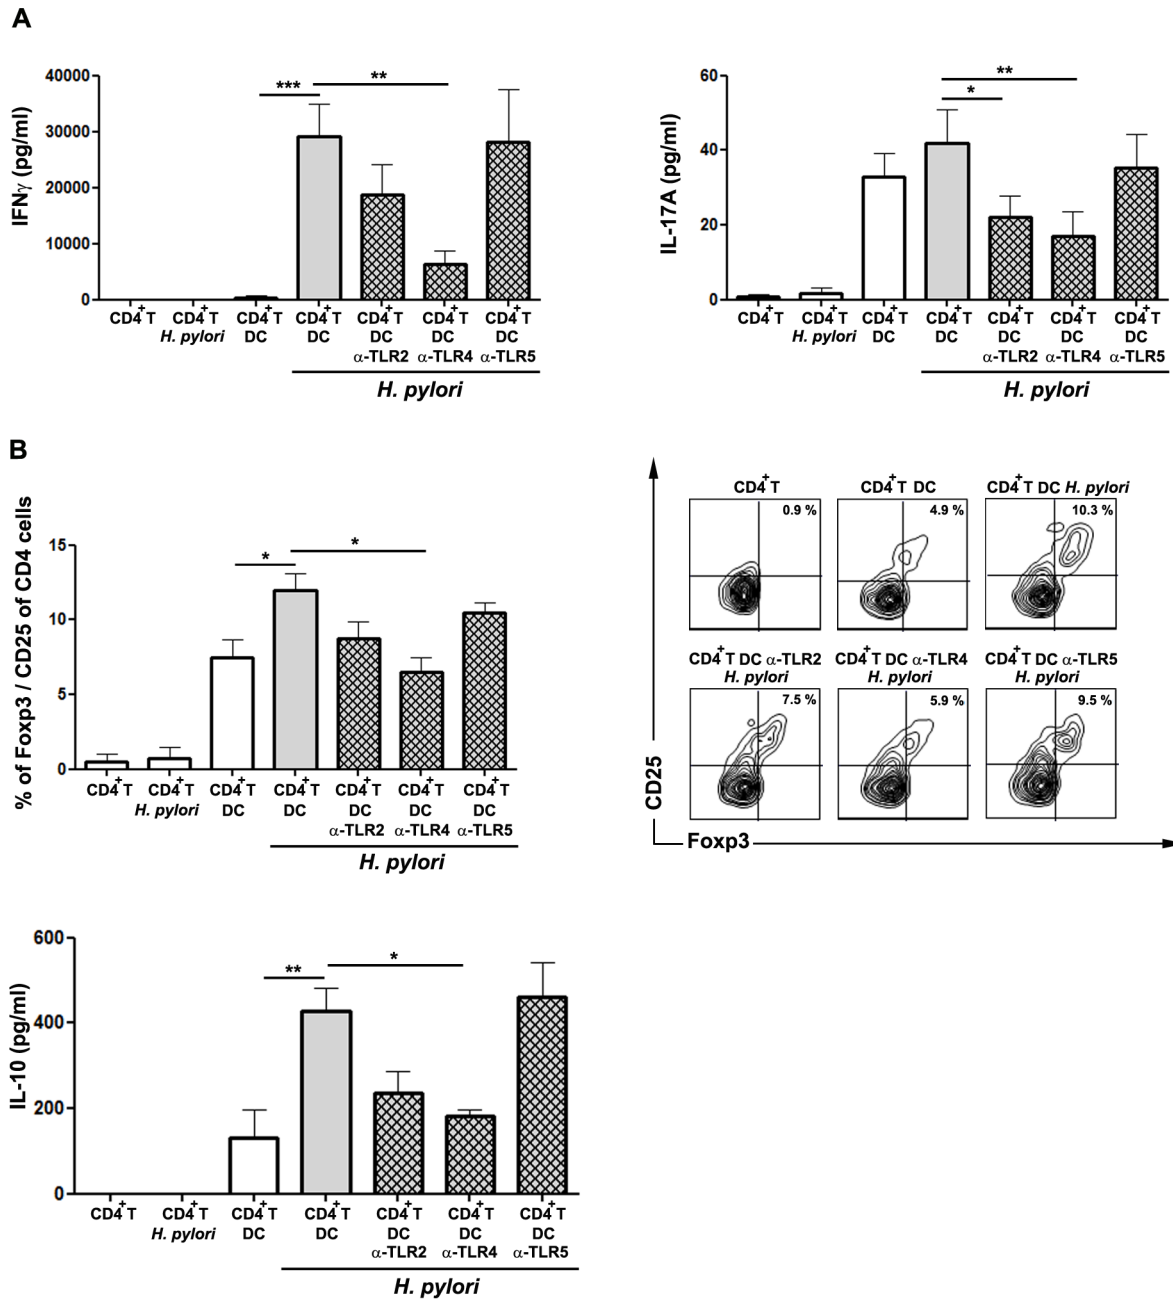 A
IFNγ (pg/ml)
40000
30000
20000
10000
0
***
**
CD4+T CD4+T CD4+T CD4+T CD4+T CD4+T CD4+T
H. pylori DC DC DC DC DC
α-TLR2 α-TLR4 α-TLR5
H. pylori
IL-17A (pg/ml)
60
40
20
0
**
*
CD4+T CD4+T CD4+T CD4+T CD4+T CD4+T CD4+T
H. pylori DC DC DC DC DC
α-TLR2 α-TLR4 α-TLR5
H. pylori
B
% of Foxp3 / CD25 of CD4 cells
15
10
5
0
*
*
CD4+T CD4+T CD4+T CD4+T CD4+T CD4+T CD4+T
H. pylori DC DC DC DC DC
α-TLR2 α-TLR4 α-TLR5
H. pylori
CD4+T CD4+T DC CD4+T DC H. pylori
0.9 % 4.9 % 10.3 %
CD4+T DC α-TLR2 CD4+T DC α-TLR4 CD4+T DC α-TLR5
H. pylori H. pylori H. pylori
7.5 % 5.9 % 9.5 %
CD25
Foxp3
IL-10 (pg/ml)
600
400
200
0
**
*
CD4+T CD4+T CD4+T CD4+T CD4+T CD4+T CD4+T
H. pylori DC DC DC DC DC
α-TLR2 α-TLR4 α-TLR5
H. pylori